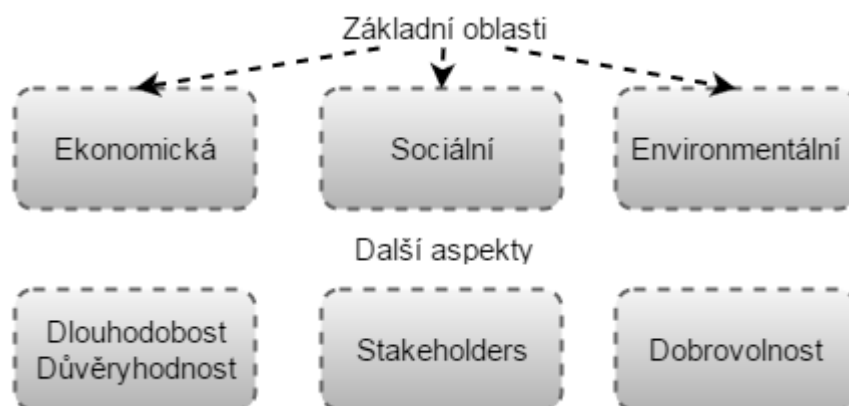 Základní oblasti
Ekonomická
Sociální
Environmentální
Další aspekty
Dlouhodobost
Důvěryhodnost
Stakeholders
Dobrovolnost